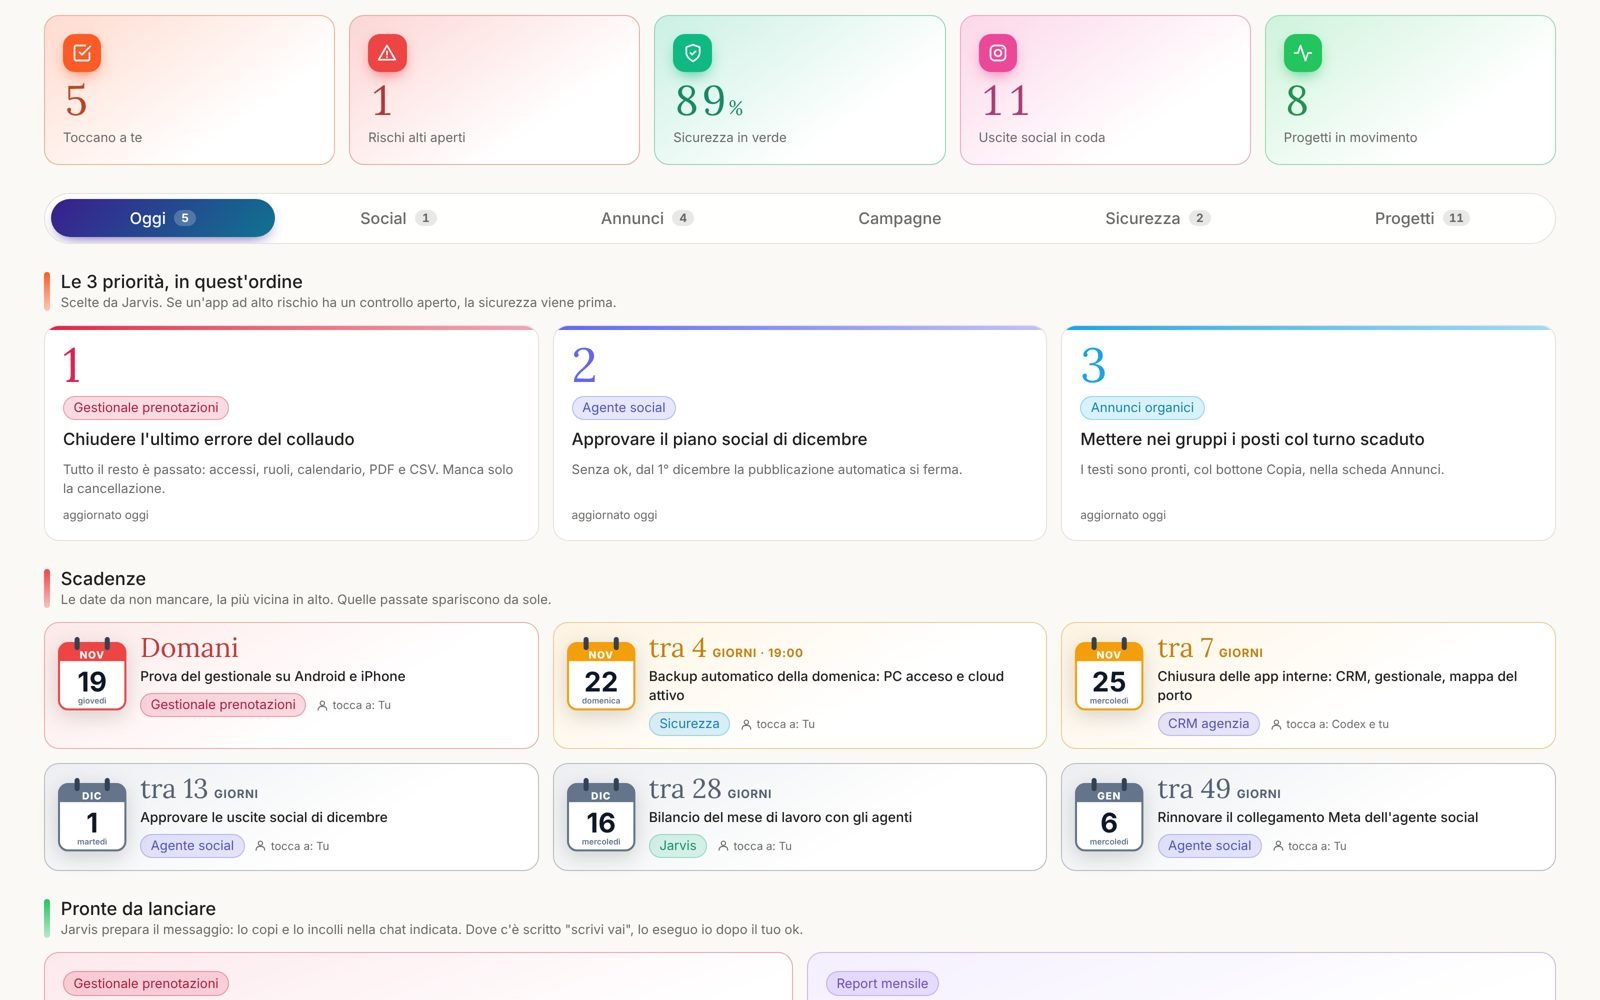 5
Toccano a te
1
Rischi alti aperti
89%
Sicurezza in verde
11
Uscite social in coda
8
Progetti in movimento
Oggi 5
Social 1
Annunci 4
Campagne
Sicurezza 2
Progetti 11
Le 3 priorità, in quest'ordine
Scelte da Jarvis. Se un'app ad alto rischio ha un controllo aperto, la sicurezza viene prima.
1
Gestionale prenotazioni
Chiudere l'ultimo errore del collaudo
Tutto il resto è passato: accessi, ruoli, calendario, PDF e CSV. Manca solo
la cancellazione.
aggiornato oggi
2
Agente social
Approvare il piano social di dicembre
Senza ok, dal 1° dicembre la pubblicazione automatica si ferma.
aggiornato oggi
3
Annunci organici
Mettere nei gruppi i posti col turno scaduto
I testi sono pronti, col bottone Copia, nella scheda Annunci.
aggiornato oggi
Scadenze
Le date da non mancare, la più vicina in alto. Quelle passate spariscono da sole.
NOV
19
giovedì
Domani
Prova del gestionale su Android e iPhone
Gestionale prenotazioni
tocca a: Tu
NOV
22
domenica
tra 4 GIORNI · 19:00
Backup automatico della domenica: PC acceso e cloud
attivo
Sicurezza
tocca a: Tu
NOV
25
mercoledì
tra 7 GIORNI
Chiusura delle app interne: CRM, gestionale, mappa del
porto
CRM agenzia
tocca a: Codex e tu
DIC
1
martedì
tra 13 GIORNI
Approvare le uscite social di dicembre
Agente social
tocca a: Tu
DIC
16
mercoledì
tra 28 GIORNI
Bilancio del mese di lavoro con gli agenti
Jarvis
tocca a: Tu
GEN
6
mercoledì
tra 49 GIORNI
Rinnovare il collegamento Meta dell'agente social
Agente social
tocca a: Tu
Pronte da lanciare
Jarvis prepara il messaggio: lo copi e lo incolli nella chat indicata. Dove c'è scritto "scrivi vai", lo eseguo io dopo il tuo ok.
Gestionale prenotazioni
Report mensile